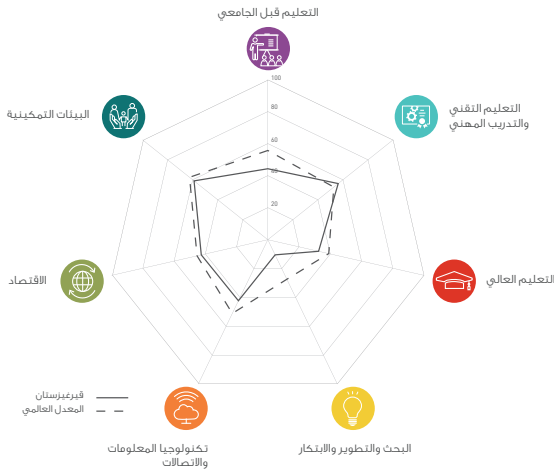 التعليم قبل الجامعي
100
80
60
40
20
التعليم التقني
والتدريب المهني
البيئات التمكينية
التعليم العالي
الاقتصاد
قيرغيزستان
المعدل العالمي
البحث والتطوير والابتكار
تكنولوجيا المعلومات
والاتصالات